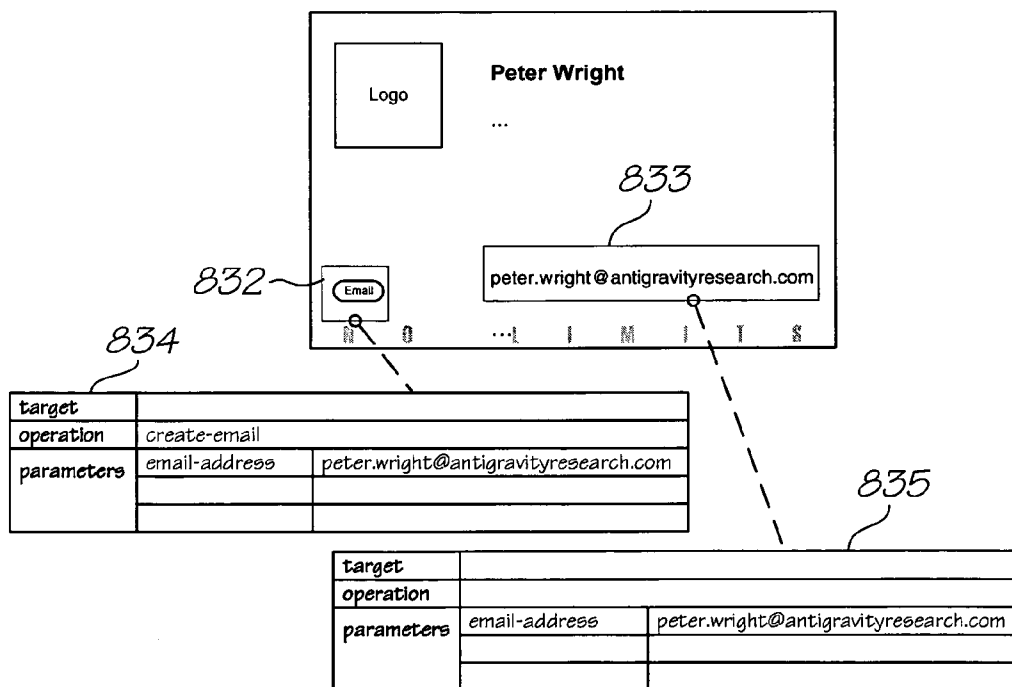 Logo
Peter Wright
...
833
peter.wright@antigravityresearch.com
832
Email
N O ...L I M I T S
834
target
operation create-email
parameters email-address peter.wright@antigravityresearch.com
835
target
operation
parameters email-address peter.wright@antigravityresearch.com